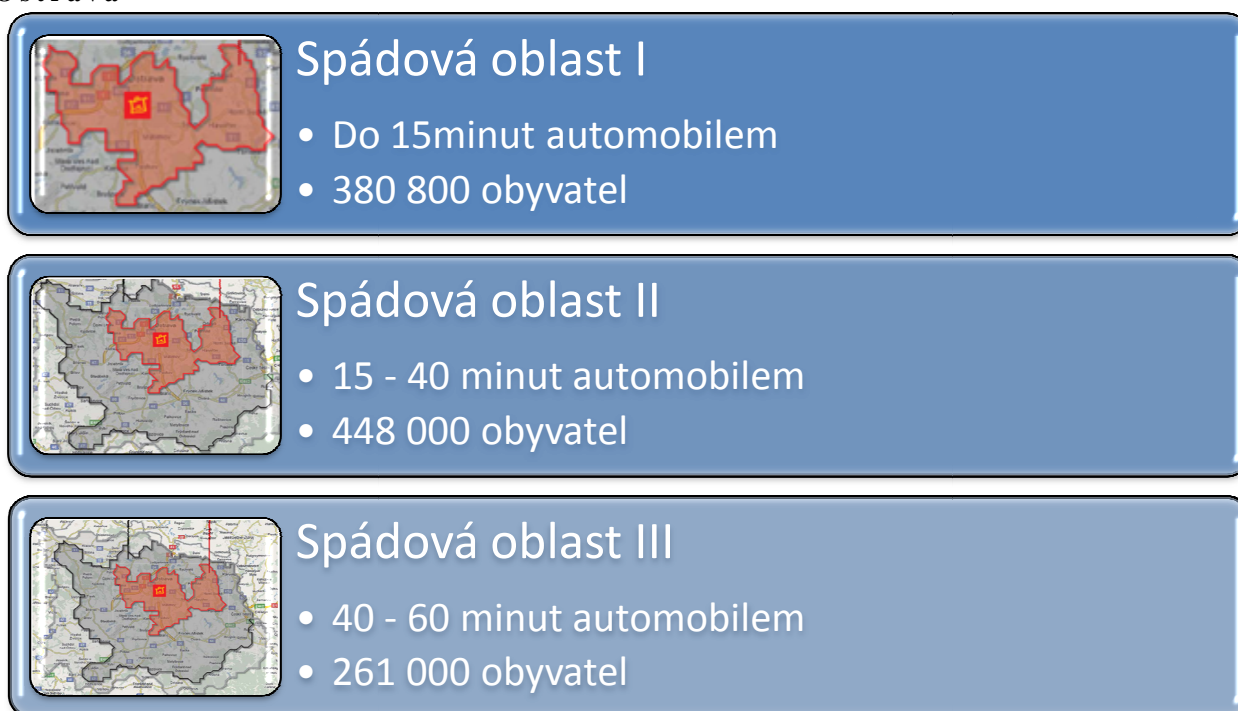 Spádová oblast I
• Do 15minut automobilem
• 380 800 obyvatel
Spádová oblast II
• 15 - 40 minut automobilem
• 448 000 obyvatel
Spádová oblast III
• 40 - 60 minut automobilem
• 261 000 obyvatel